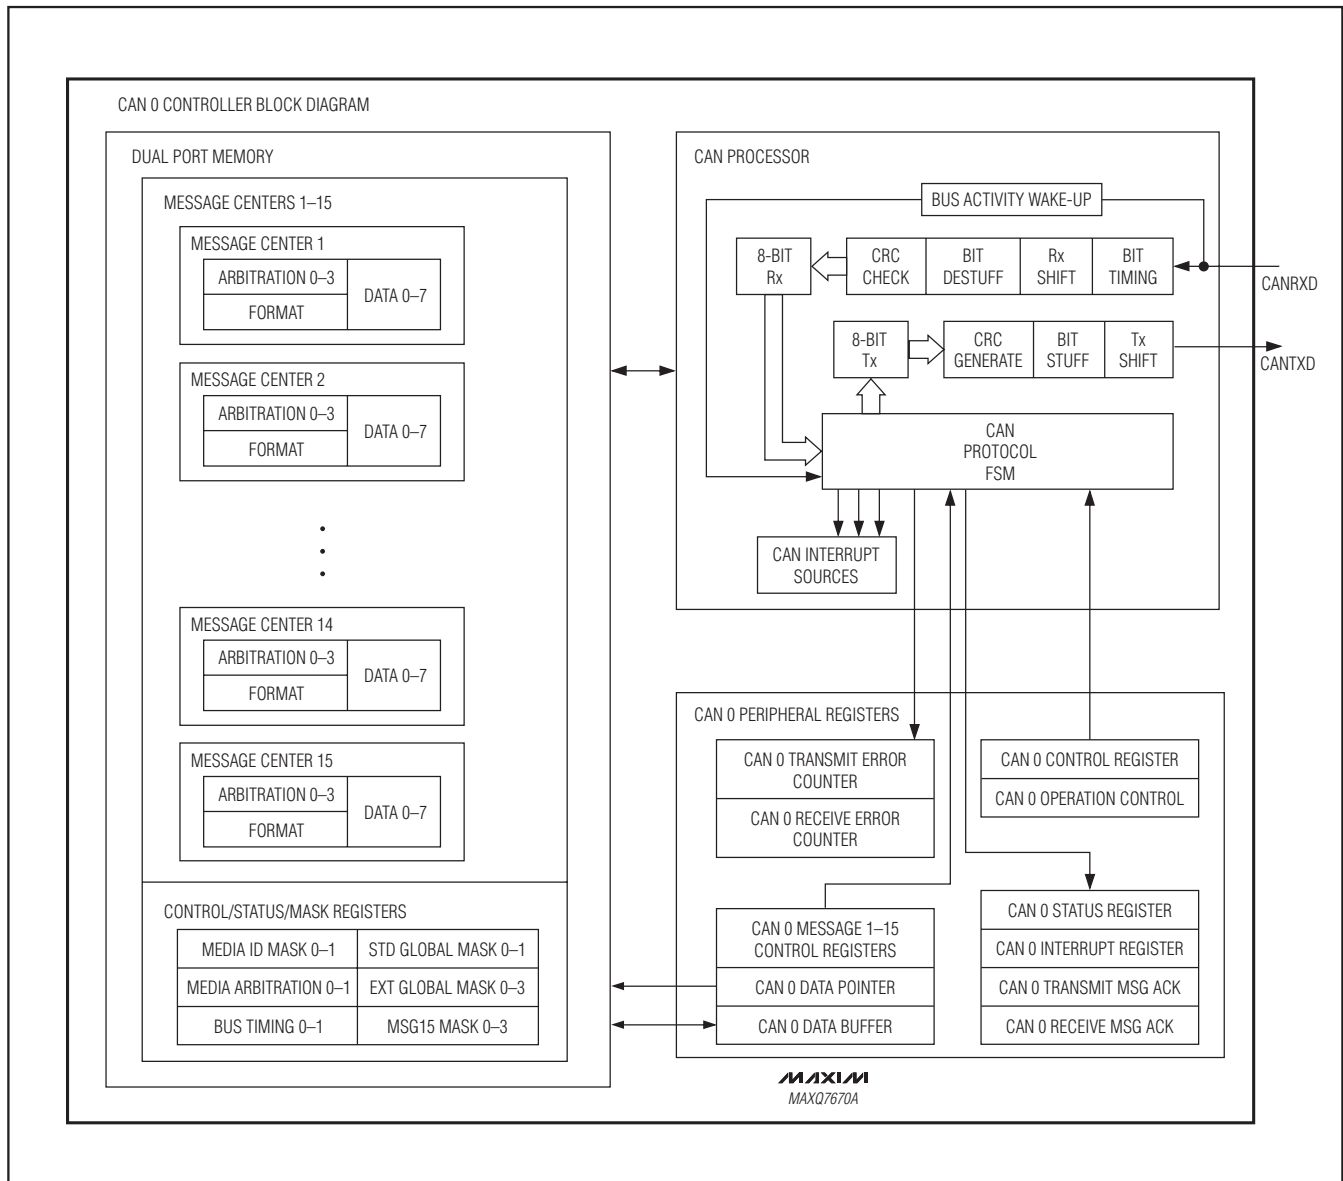 CAN 0 CONTROLLER BLOCK DIAGRAM
DUAL PORT MEMORY
MESSAGE CENTERS 1–15
MESSAGE CENTER 1
ARBITRATION 0–3
FORMAT
DATA 0–7
MESSAGE CENTER 2
ARBITRATION 0–3
FORMAT
DATA 0–7
MESSAGE CENTER 14
ARBITRATION 0–3
FORMAT
DATA 0–7
MESSAGE CENTER 15
ARBITRATION 0–3
FORMAT
DATA 0–7
CONTROL/STATUS/MASK REGISTERS
MEDIA ID MASK 0–1
STD GLOBAL MASK 0–1
MEDIA ARBITRATION 0–1
EXT GLOBAL MASK 0–3
BUS TIMING 0–1
MSG15 MASK 0–3
CAN PROCESSOR
BUS ACTIVITY WAKE-UP
8-BIT
Rx
CRC
CHECK
BIT
DESTUFF
Rx
SHIFT
BIT
TIMING
CANRXD
8-BIT
Tx
CRC
GENERATE
BIT
STUFF
Tx
SHIFT
CANTXD
CAN
PROTOCOL
FSM
CAN INTERRUPT
SOURCES
CAN 0 PERIPHERAL REGISTERS
CAN 0 TRANSMIT ERROR
COUNTER
CAN 0 RECEIVE ERROR
COUNTER
CAN 0 CONTROL REGISTER
CAN 0 OPERATION CONTROL
CAN 0 MESSAGE 1–15
CONTROL REGISTERS
CAN 0 DATA POINTER
CAN 0 DATA BUFFER
CAN 0 STATUS REGISTER
CAN 0 INTERRUPT REGISTER
CAN 0 TRANSMIT MSG ACK
CAN 0 RECEIVE MSG ACK
MAXIM
MAXQ7670A